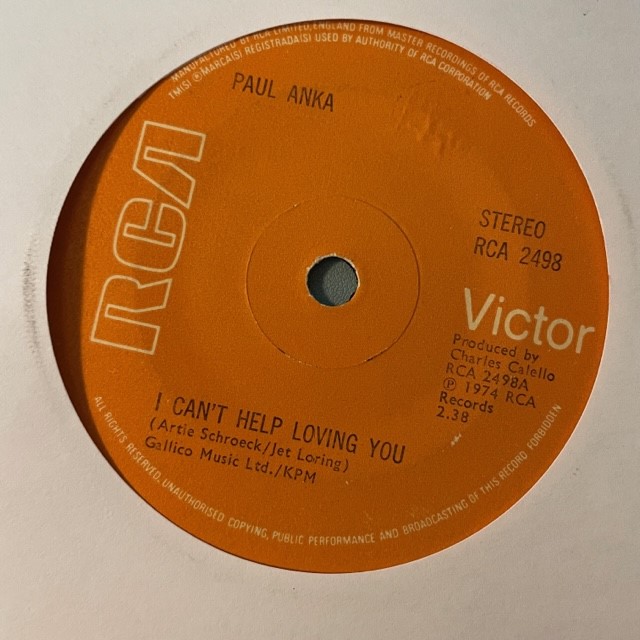 MANUFACTURED BY RCA LIMITED, ENGLAND FROM MASTER RECORDINGS OF RCA RECORDS
TM(S) ® MARCA(S) REGISTRADA(S) USED BY AUTHORITY OF RCA CORPORATION
PAUL ANKA
RCA
STEREO
RCA 2498
Victor
Produced by
Charles Calello
RCA 2498A
℗ 1974 RCA
Records
2.38
I CAN'T HELP LOVING YOU
(Artie Schroeck/Jet Loring)
Gallico Music Ltd./KPM
ALL RIGHTS RESERVED, UNAUTHORISED COPYING, PUBLIC PERFORMANCE AND BROADCASTING OF THIS RECORD FORBIDDEN